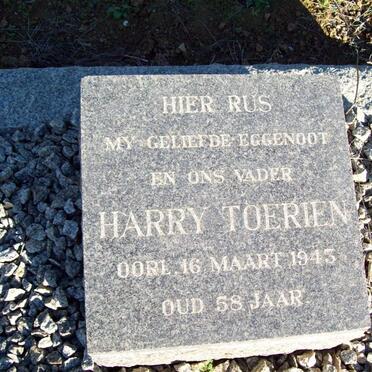 HIER RUS
MY GELIEFDE EGGENOOT
EN ONS VADER
HARRY TOERIEN
OORL. 16 MAART 1943
OUD 58 JAAR.